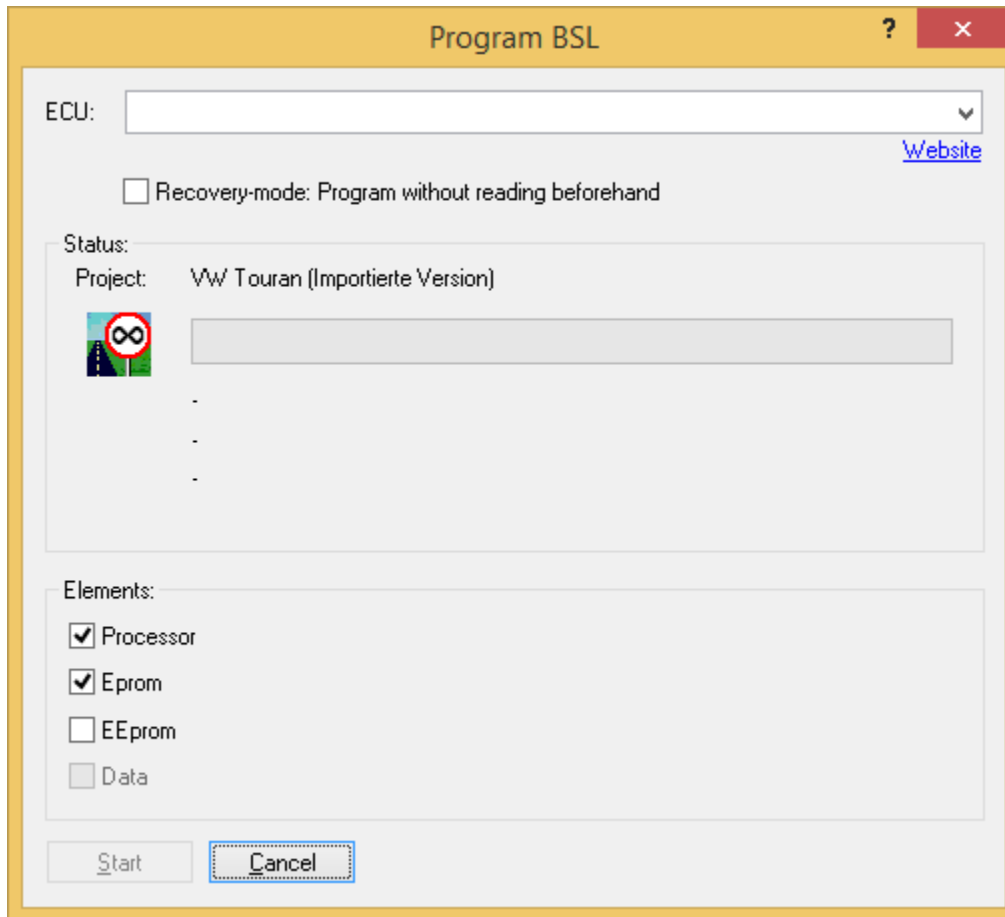 Program BSL ?
ECU:
Website
Recovery-mode: Program without reading beforehand
Status:
Project: VW Touran (Importierte Version)
-
-
-
Elements:
Processor
Eprom
EEprom
Data
Start Cancel